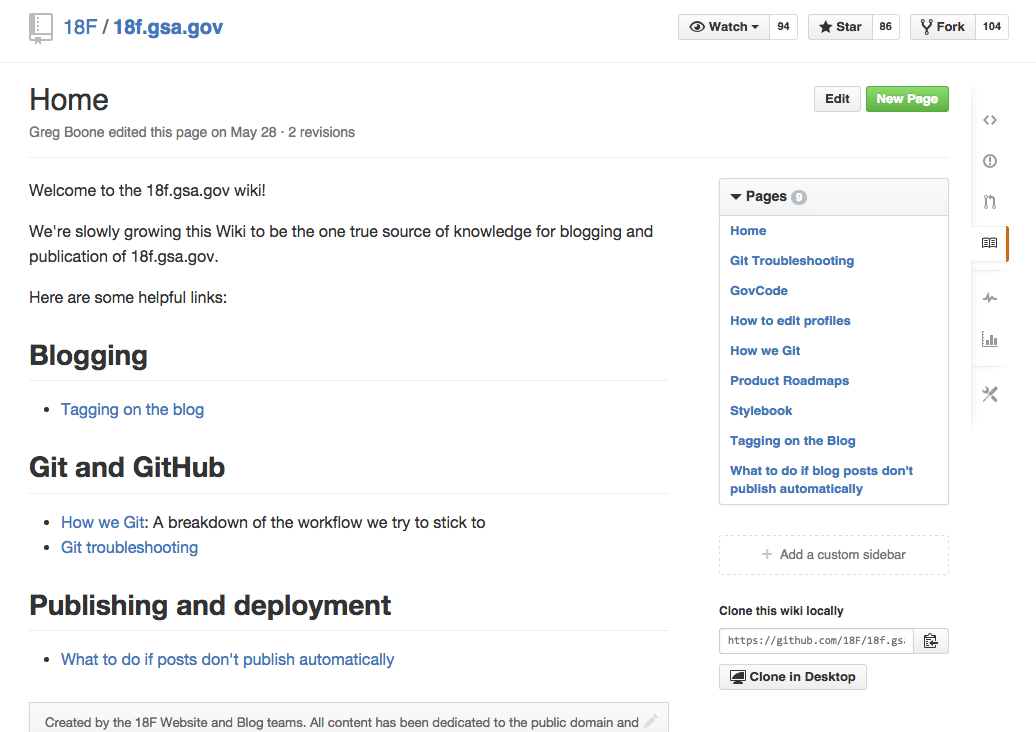 18F / 18f.gsa.gov
Watch 94
Star 86
Fork 104
Home
Edit
New Page
Greg Boone edited this page on May 28 · 2 revisions
Welcome to the 18f.gsa.gov wiki!
We're slowly growing this Wiki to be the one true source of knowledge for blogging and
publication of 18f.gsa.gov.
Here are some helpful links:
Blogging
• Tagging on the blog
Git and GitHub
• How we Git: A breakdown of the workflow we try to stick to
• Git troubleshooting
Publishing and deployment
• What to do if posts don't publish automatically
Created by the 18F Website and Blog teams. All content has been dedicated to the public domain and
Pages 9
Home
Git Troubleshooting
GovCode
How to edit profiles
How we Git
Product Roadmaps
Stylebook
Tagging on the Blog
What to do if blog posts don't
publish automatically
+ Add a custom sidebar
Clone this wiki locally
https://github.com/18F/18f.gs
Clone in Desktop